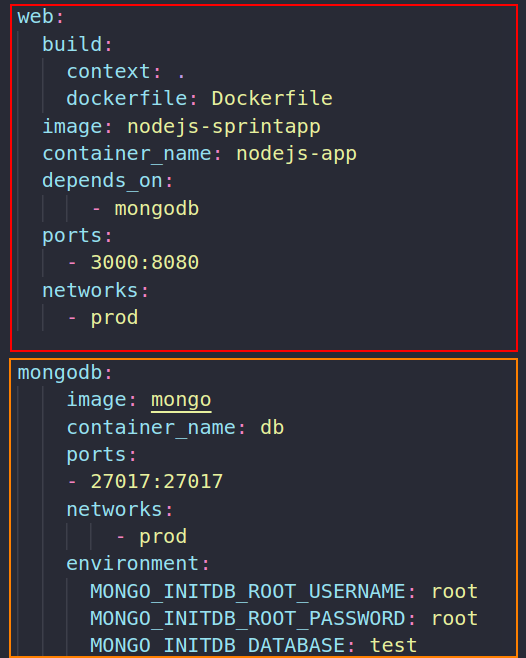 web:
build:
context: .
dockerfile: Dockerfile
image: nodejs-sprintapp
container_name: nodejs-app
depends_on:
- mongodb
ports:
- 3000:8080
networks:
- prod
mongodb:
image: mongo
container_name: db
ports:
- 27017:27017
networks:
- prod
environment:
MONGO_INITDB_ROOT_USERNAME: root
MONGO_INITDB_ROOT_PASSWORD: root
MONGO_INITDB_DATABASE: test